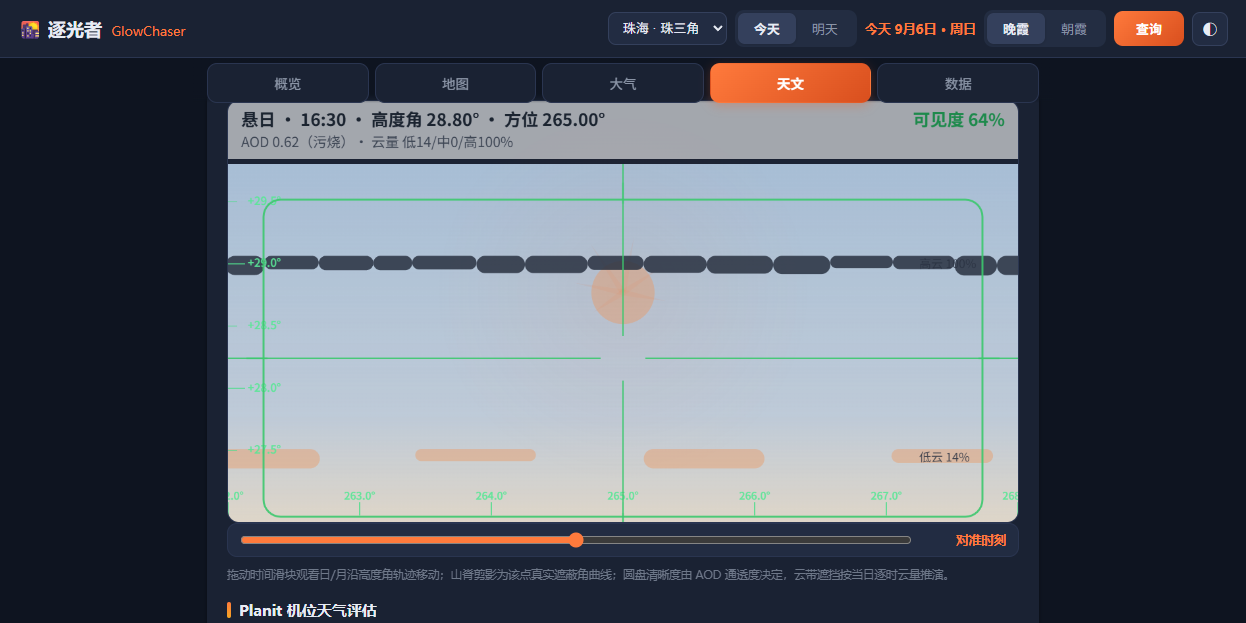 逐光者 GlowChaser
珠海 · 珠三角
今天 明天
今天 9月6日 • 周日
晚霞 朝霞
查询
概览 地图 大气 天文 数据
悬日 • 16:30 • 高度角 28.80° • 方位 265.00°
可见度 64%
AOD 0.62（污烧） • 云量 低14/中0/高100%
+29.0°
高云 100%
+28.5°
+28.0°
+27.5°
低云 14%
263.0° 264.0° 265.0° 266.0° 267.0°
对准时刻
拖动时间滑块观看日/月沿高度角轨迹移动；山脊剪影为该点真实遮蔽角曲线；圆盘清晰度由 AOD 通透度决定，云带遮挡按当日逐时云量推演。
Planit 机位天气评估